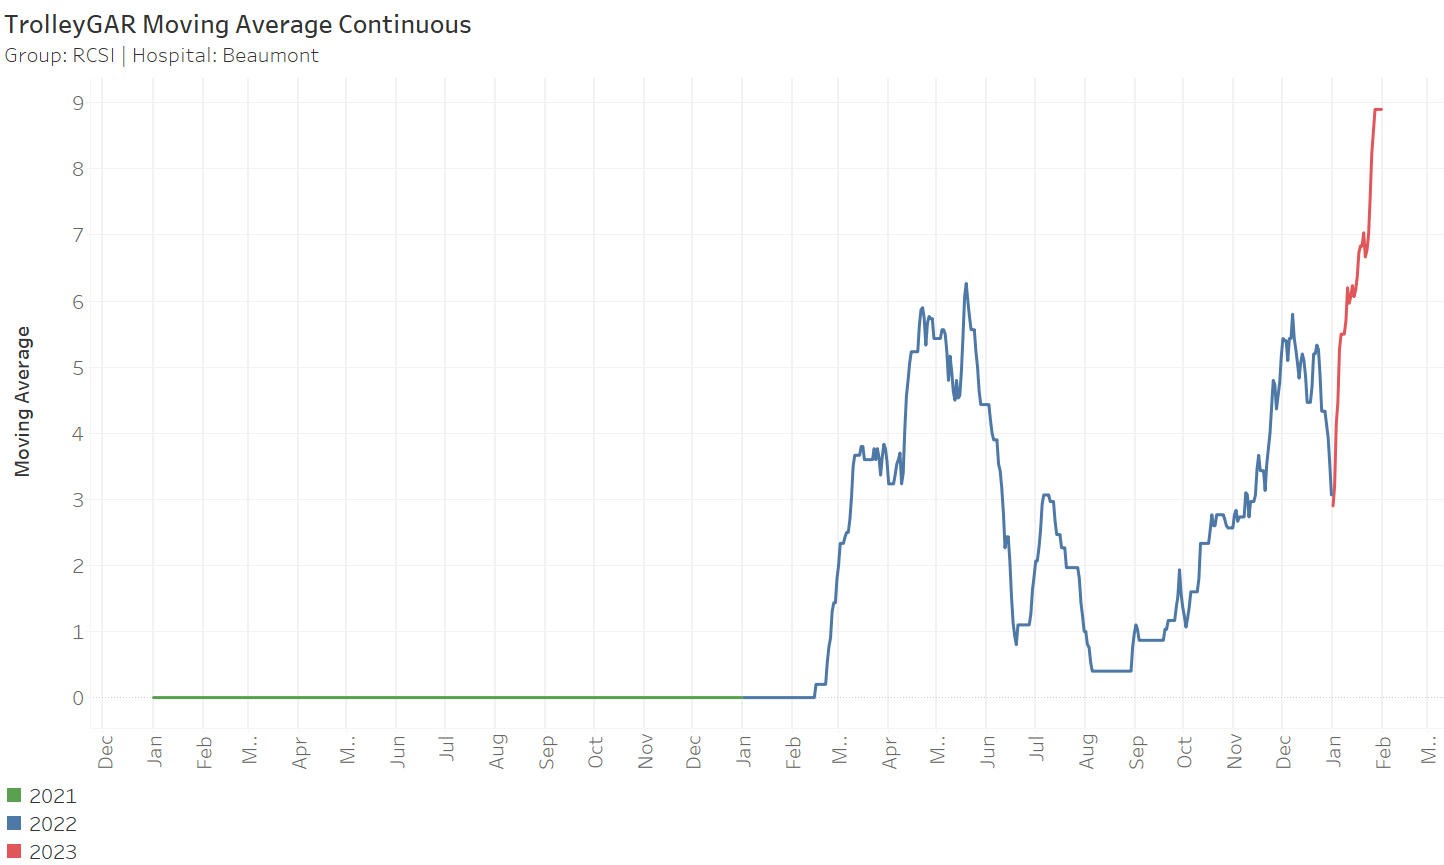 TrolleyGAR Moving Average Continuous
Group: RCSI | Hospital: Beaumont
Moving Average
9
8
7
6
5
4
3
2
1
0
Dec
Jan
Feb
M..
Apr
M..
Jun
Jul
Aug
Sep
Oct
Nov
Dec
Jan
Feb
M..
Apr
M..
Jun
Jul
Aug
Sep
Oct
Nov
Dec
Jan
Feb
M..
2021
2022
2023